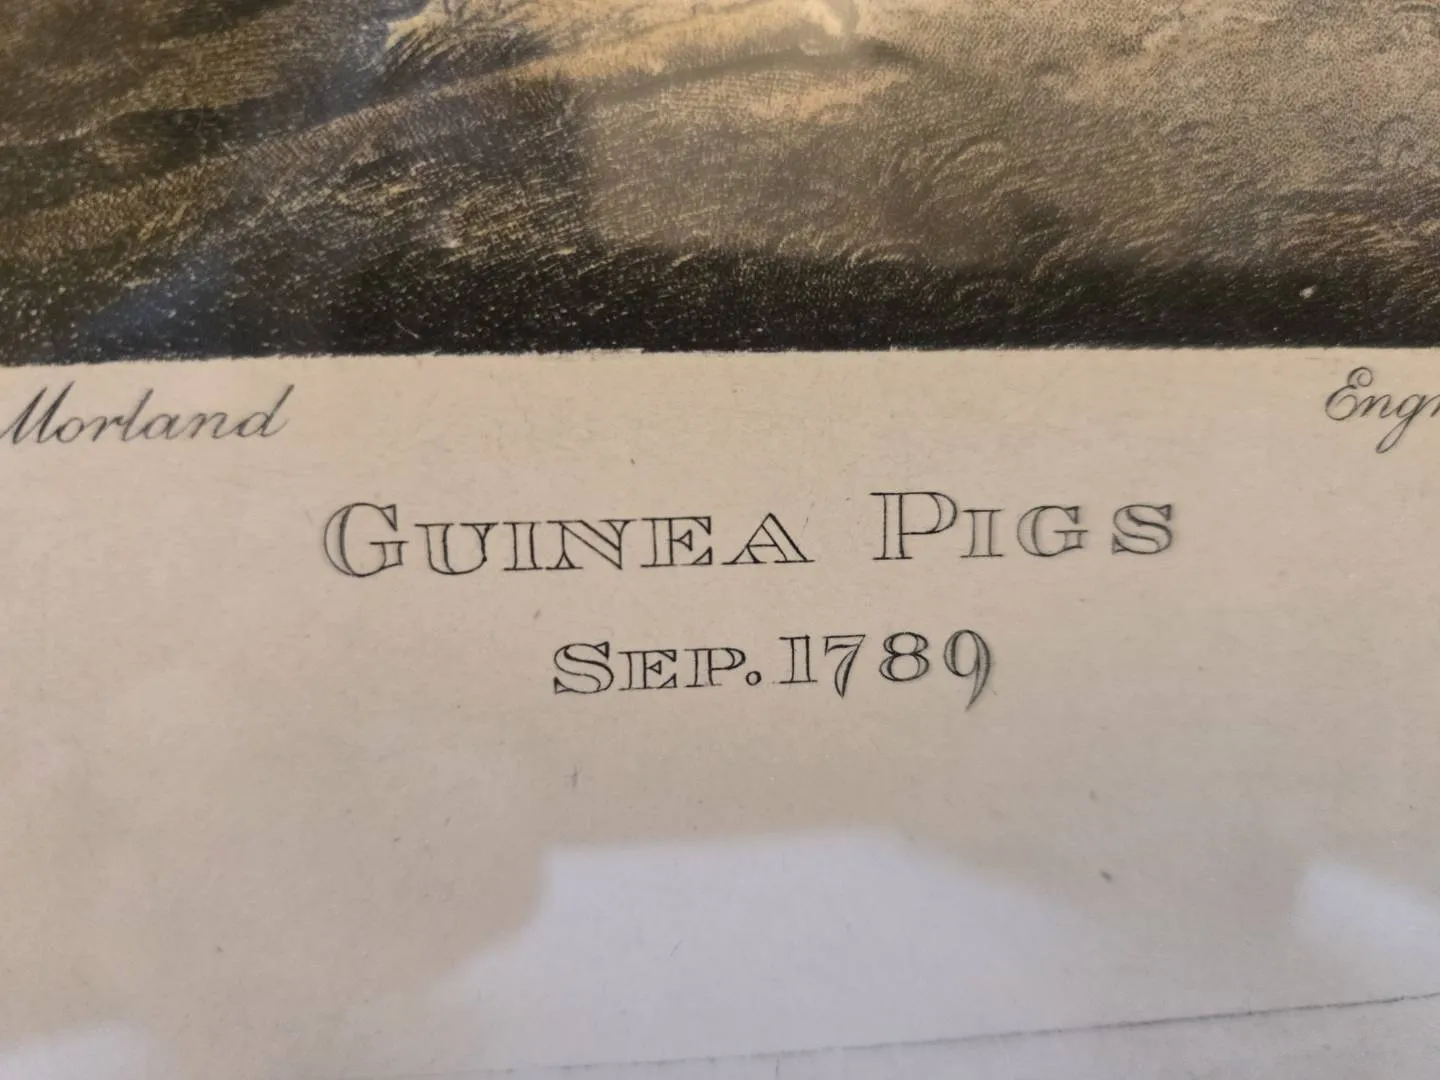 Morland
GUINEA PIGS
SEP. 1789